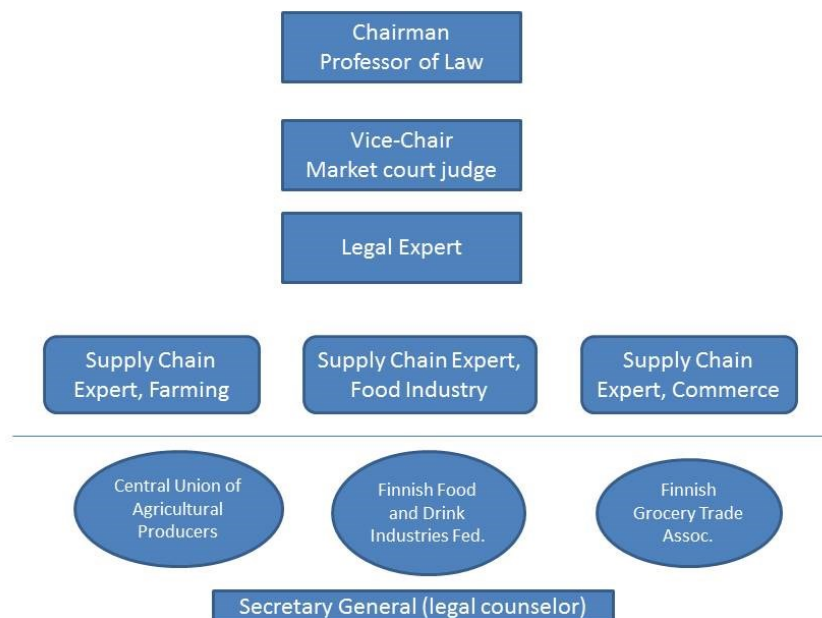 Chairman
Professor of Law
Vice-Chair
Market court judge
Legal Expert
Supply Chain
Expert, Farming
Supply Chain Expert,
Food Industry
Supply Chain
Expert, Commerce
Central Union of
Agricultural
Producers
Finnish Food
and Drink
Industries Fed.
Finnish
Grocery Trade
Assoc.
Secretary General (legal counselor)